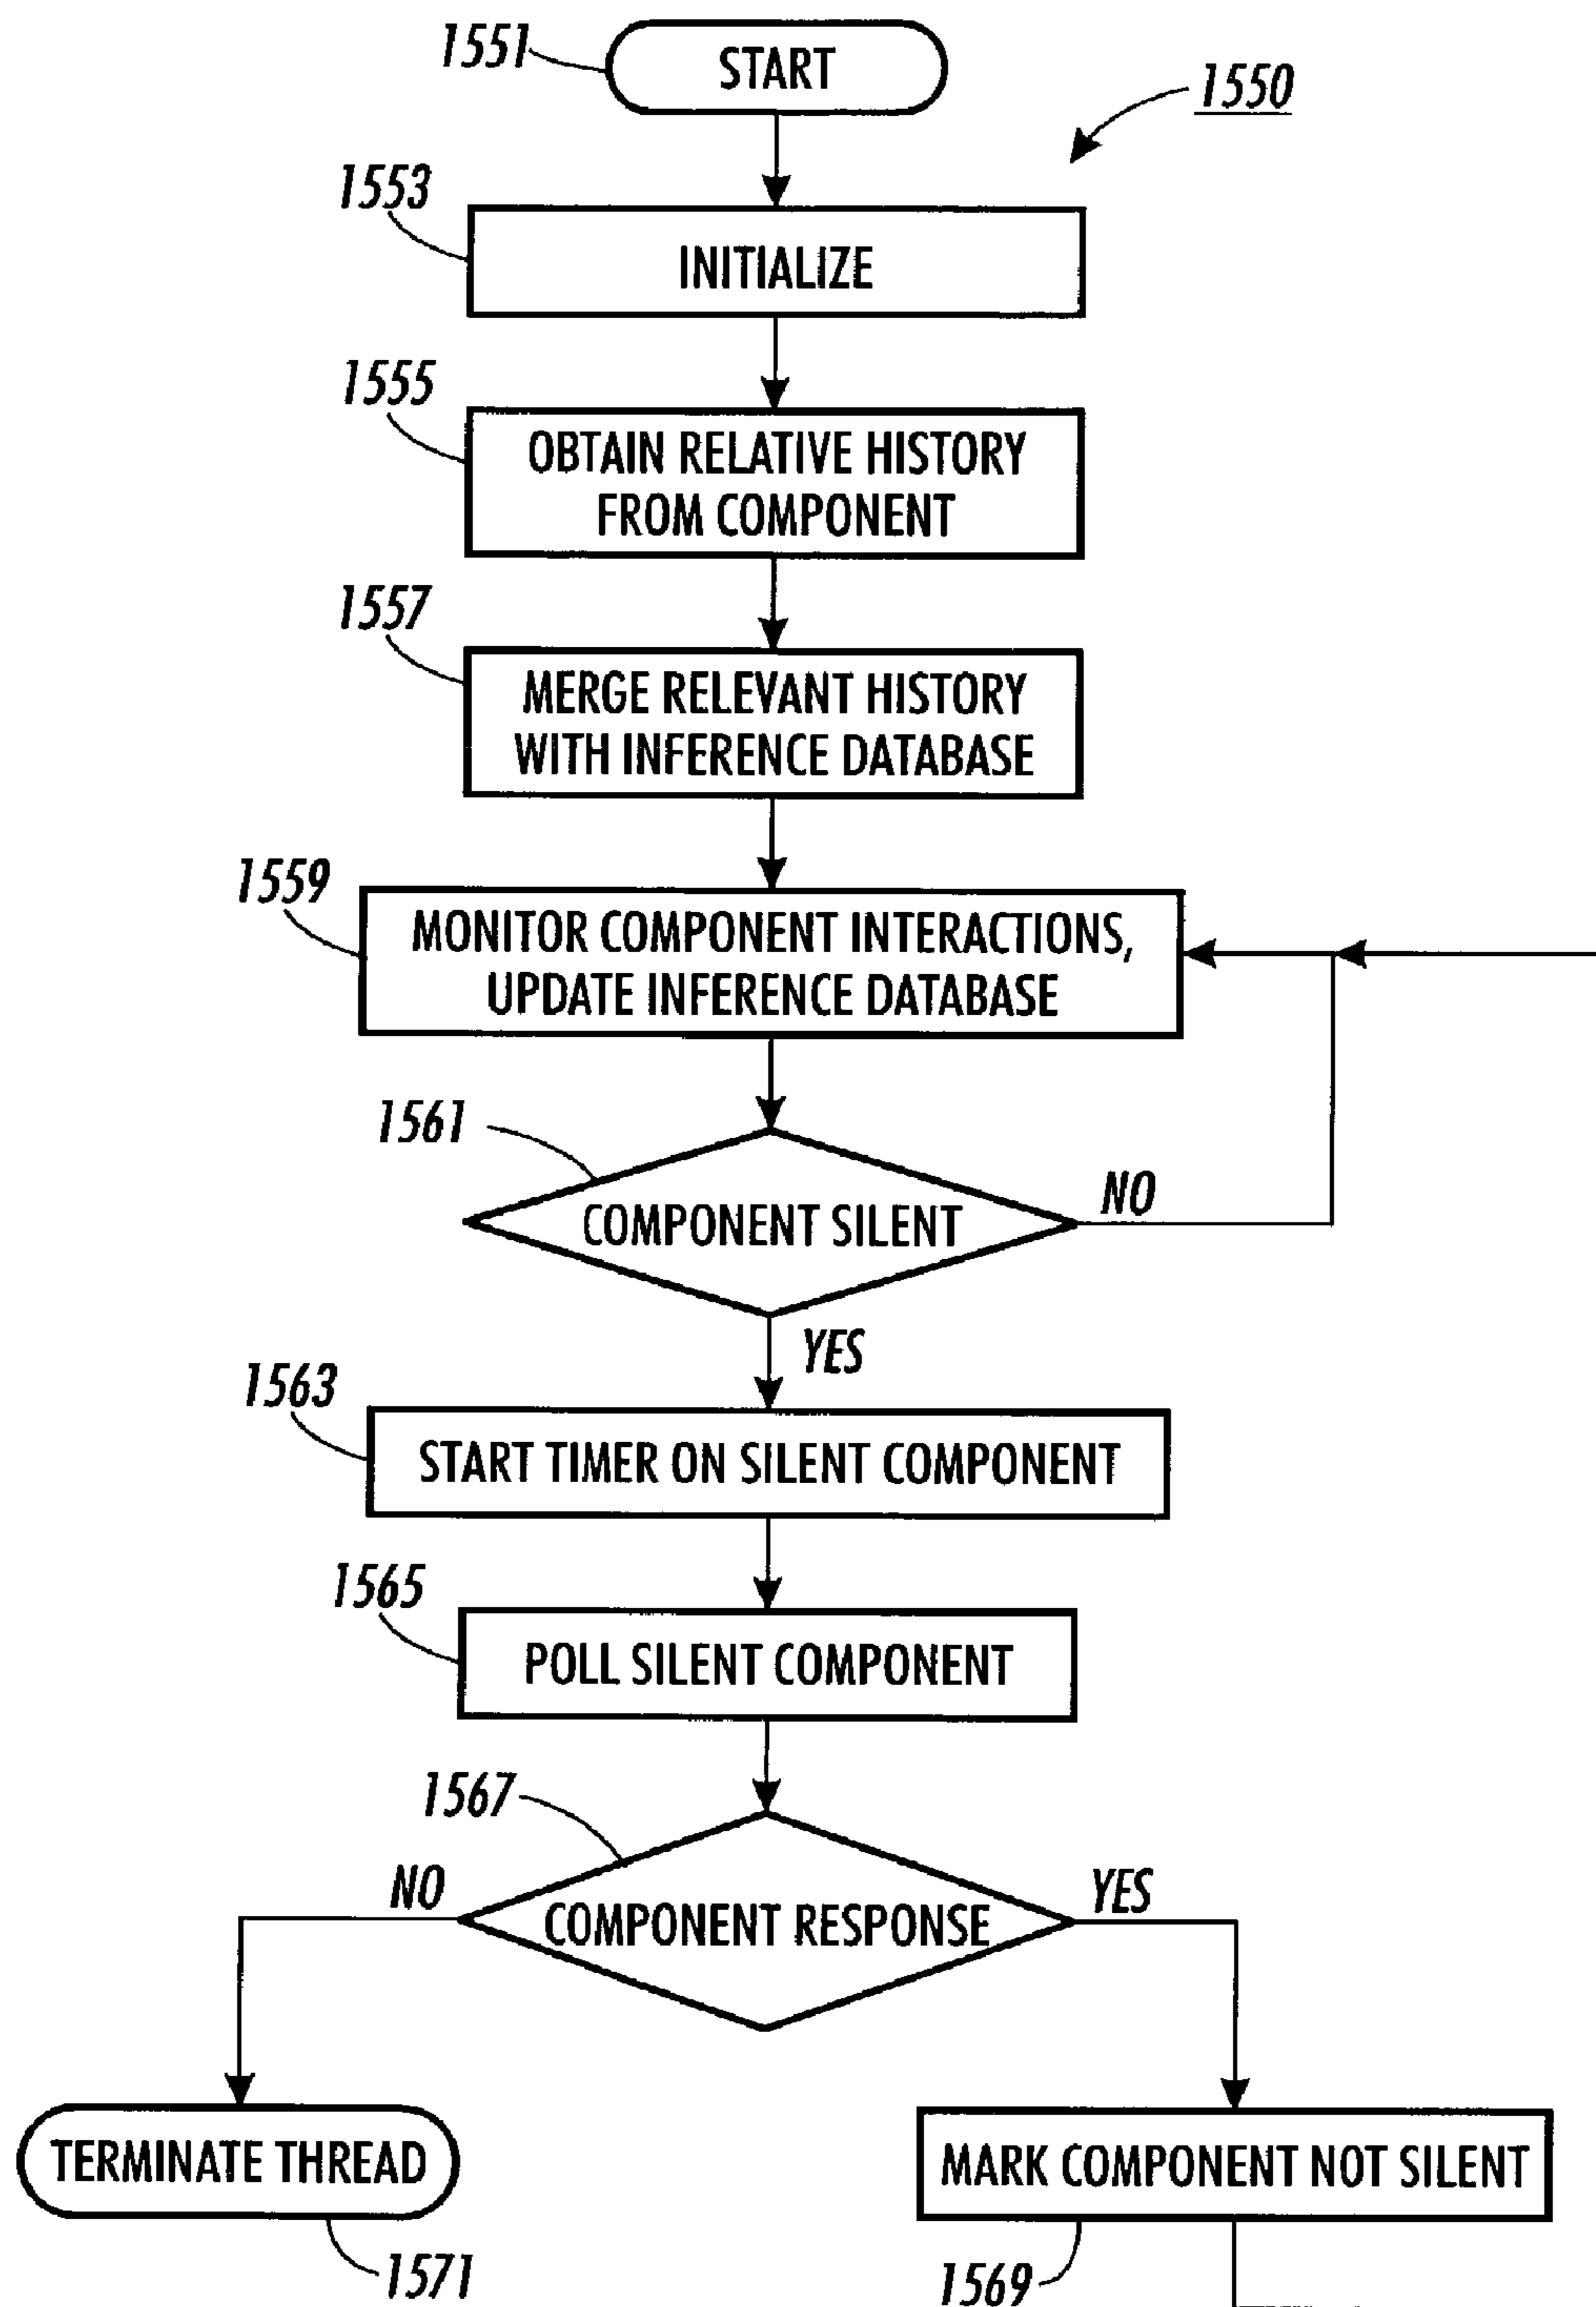 1551
START
1550
1553
INITIALIZE
1555
OBTAIN RELATIVE HISTORY
FROM COMPONENT
1557
MERGE RELEVANT HISTORY
WITH INFERENCE DATABASE
1559
MONITOR COMPONENT INTERACTIONS,
UPDATE INFERENCE DATABASE
1561
COMPONENT SILENT
NO
YES
1563
START TIMER ON SILENT COMPONENT
1565
POLL SILENT COMPONENT
1567
NO
COMPONENT RESPONSE
YES
TERMINATE THREAD
MARK COMPONENT NOT SILENT
1571
1569